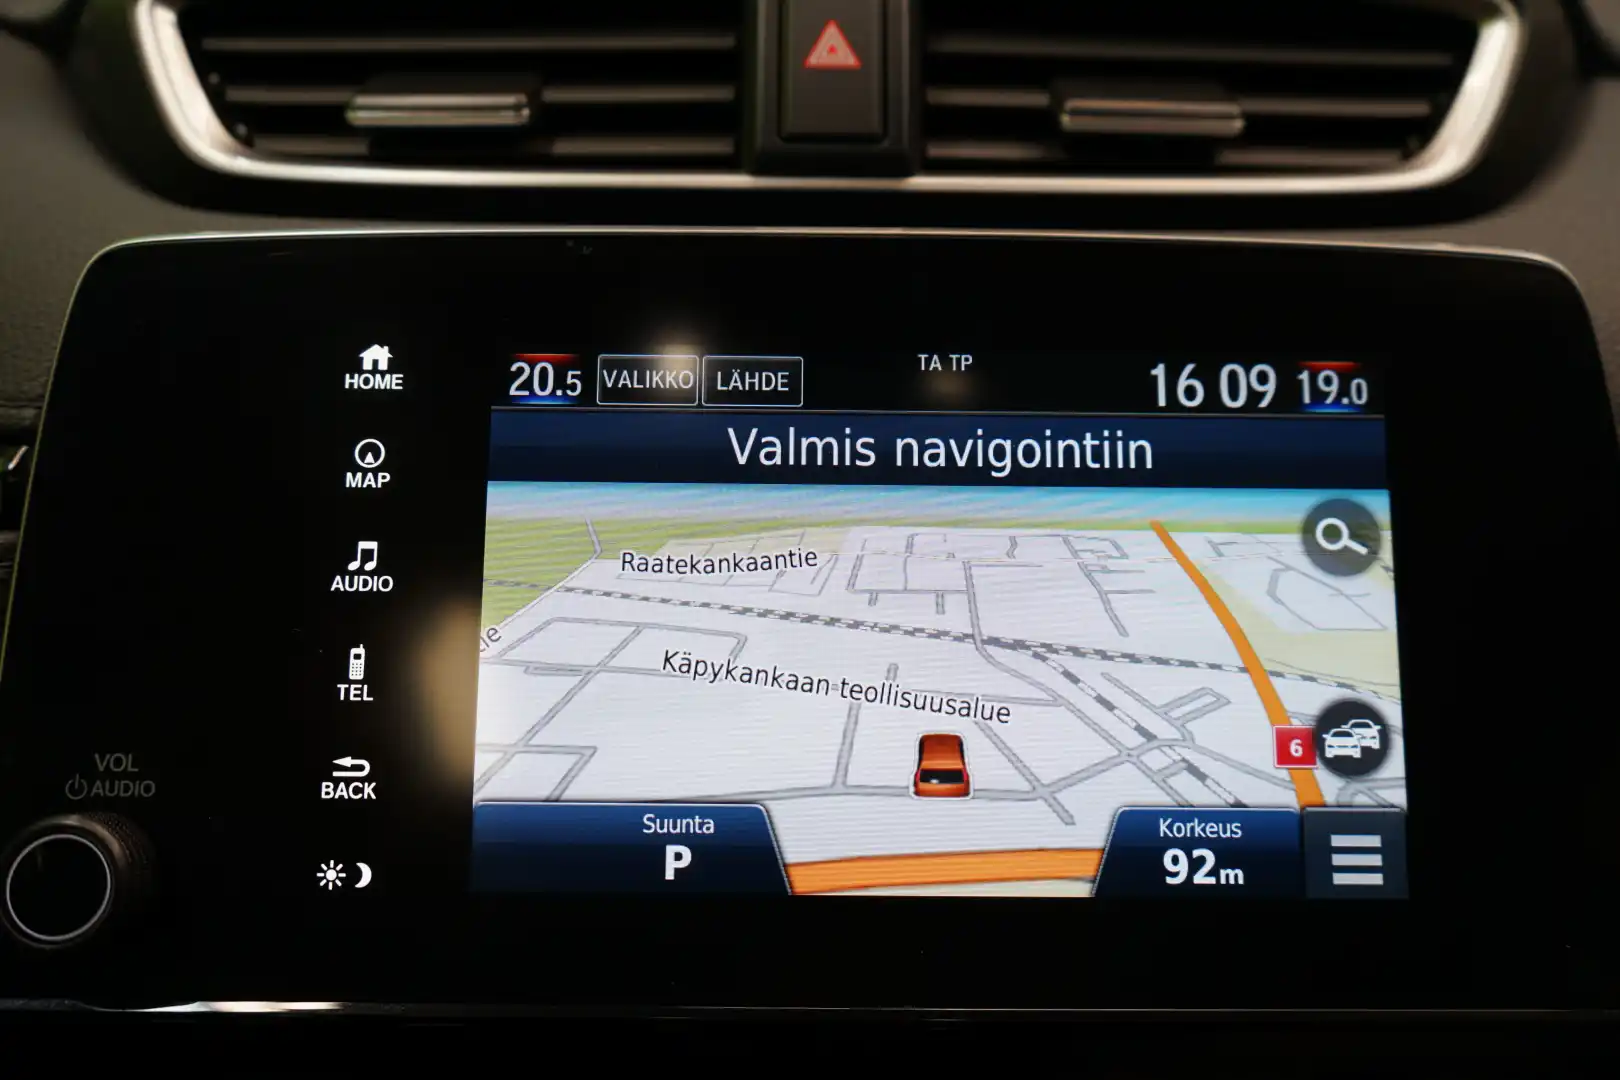 HOME
MAP
AUDIO
TEL
BACK
VOL
AUDIO
20.5 VALIKKO LÄHDE TA TP 16 09 19.0
Valmis navigointiin
Raatekankaantie
Käpykankaan teollisuusalue
6
Suunta
P
Korkeus
92m